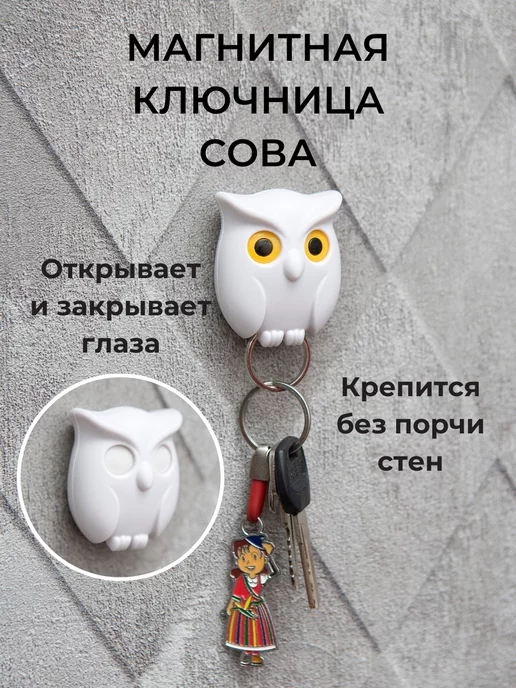 МАГНИТНАЯ
КЛЮЧНИЦА
СОВА
Открывает
и закрывает
глаза
Крепится
без порчи
стен